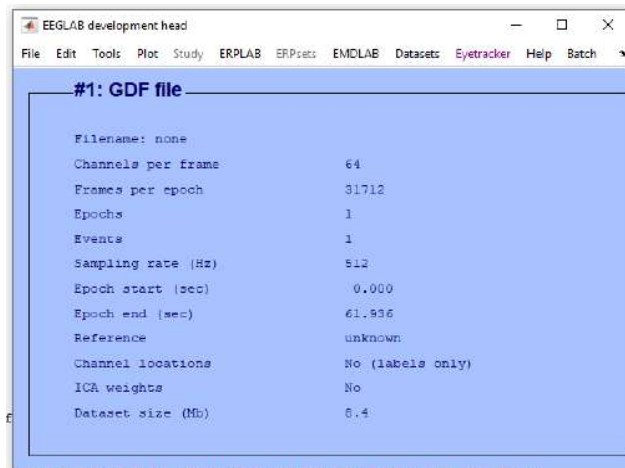 EEGLAB development head
File Edit Tools Plot Study ERPLAB ERPsets EMDLAB Datasets Eyetracker Help Batch
#1: GDF file
Filename: none
Channels per frame 64
Frames per epoch 31712
Epochs 1
Events 1
Sampling rate (Hz) 512
Epoch start (sec) 0.000
Epoch end (sec) 61.936
Reference unknown
Channel locations No (labels only)
ICA weights No
Dataset size (Mb) 8.4
f